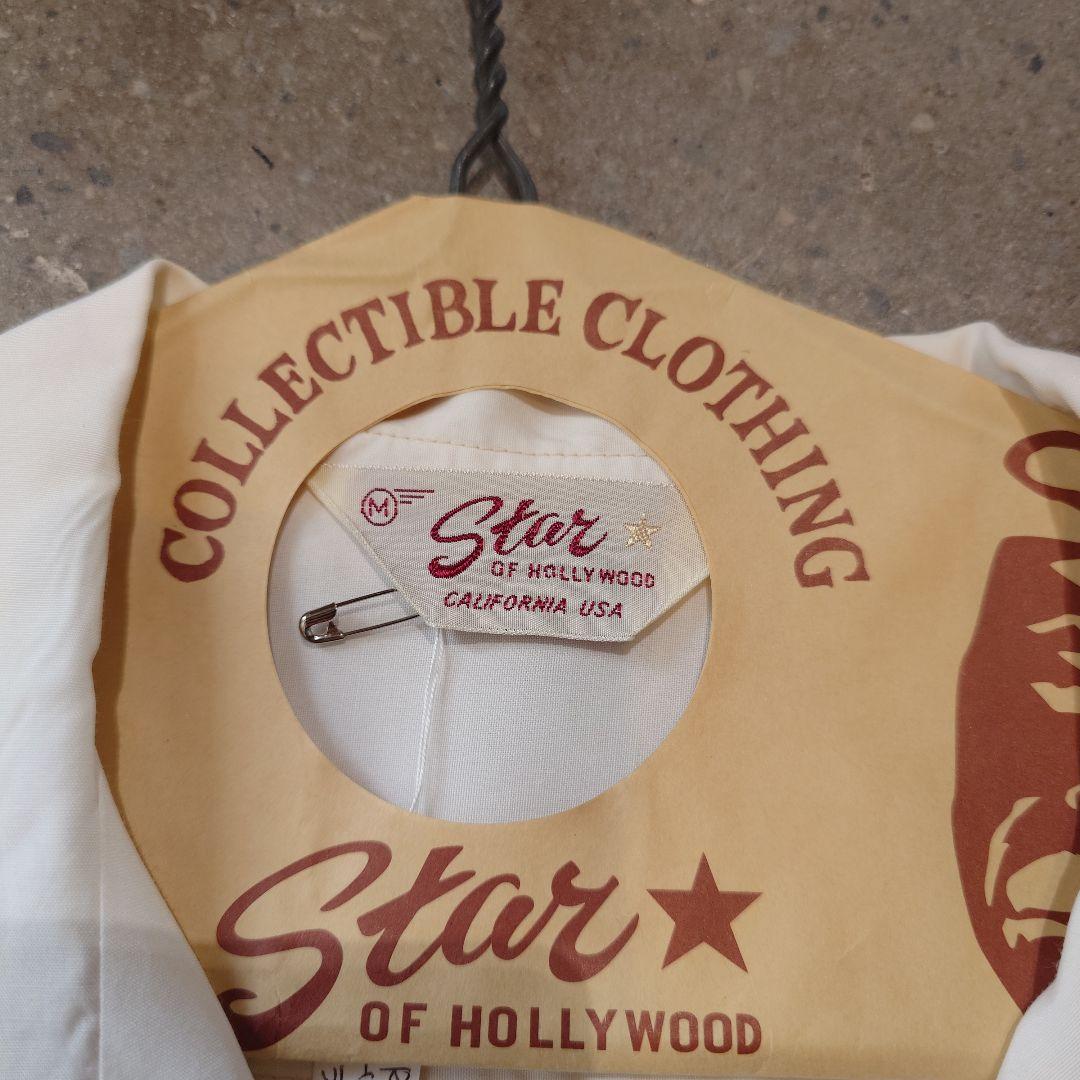 COLLECTIBLE CLOTHING
M
Star
OF HOLLYWOOD
CALIFORNIA USA
Star
OF HOLLYWOOD